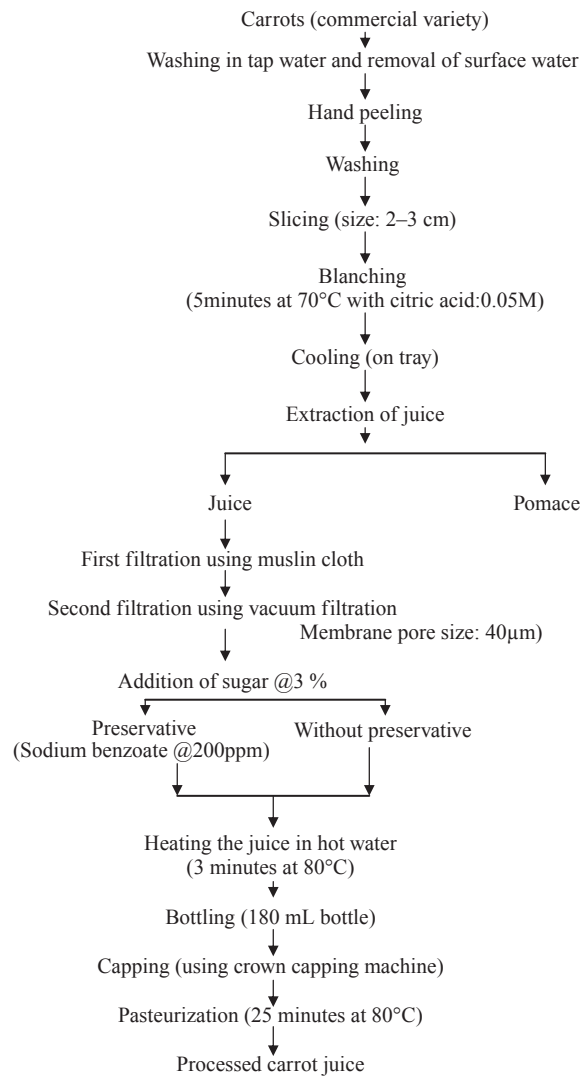 Carrots (commercial variety)
Washing in tap water and removal of surface water
Hand peeling
Washing
Slicing (size: 2–3 cm)
Blanching
(5minutes at 70°C with citric acid:0.05M)
Cooling (on tray)
Extraction of juice
Juice
Pomace
First filtration using muslin cloth
Second filtration using vacuum filtration
Membrane pore size: 40µm)
Addition of sugar @3 %
Preservative
(Sodium benzoate @200ppm)
Without preservative
Heating the juice in hot water
(3 minutes at 80°C)
Bottling (180 mL bottle)
Capping (using crown capping machine)
Pasteurization (25 minutes at 80°C)
Processed carrot juice